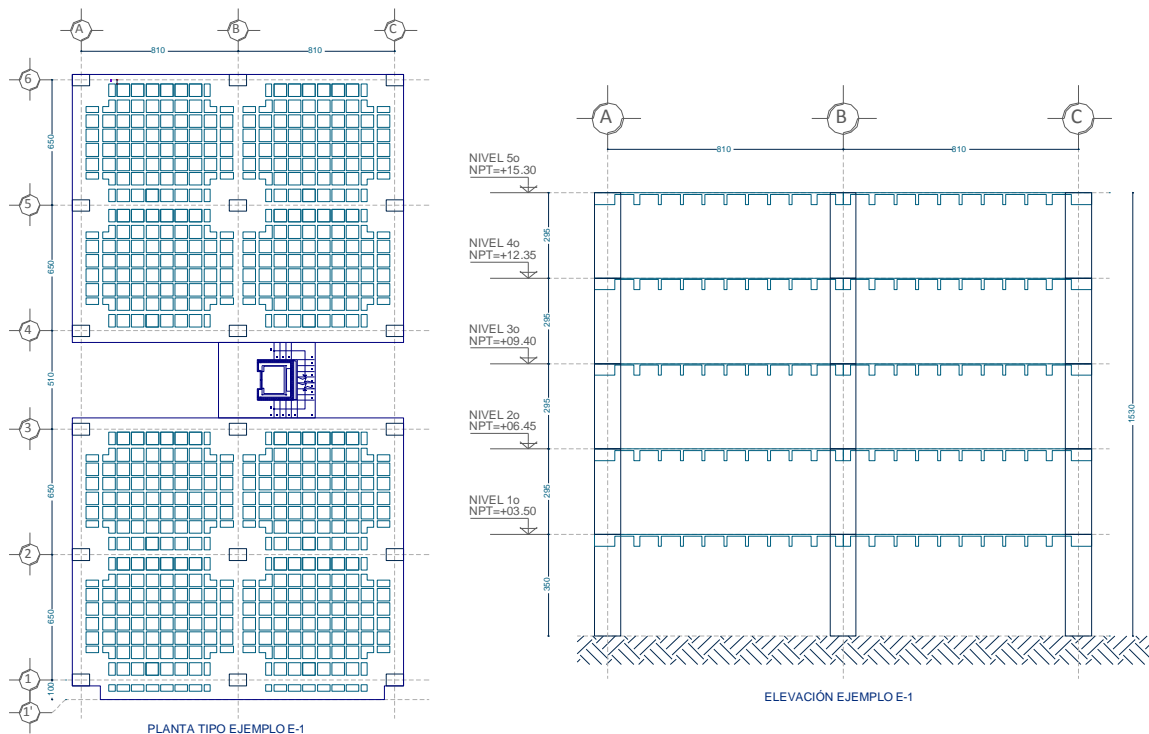 A
B
C
810
810
6
650
5
650
4
510
3
650
2
650
1
100
1'
PLANTA TIPO EJEMPLO E-1
A
B
C
810
810
NIVEL 5o
NPT=+15.30
295
NIVEL 4o
NPT=+12.35
295
NIVEL 3o
NPT=+09.40
295
NIVEL 2o
NPT=+06.45
295
NIVEL 1o
NPT=+03.50
350
1530
ELEVACIÓN EJEMPLO E-1